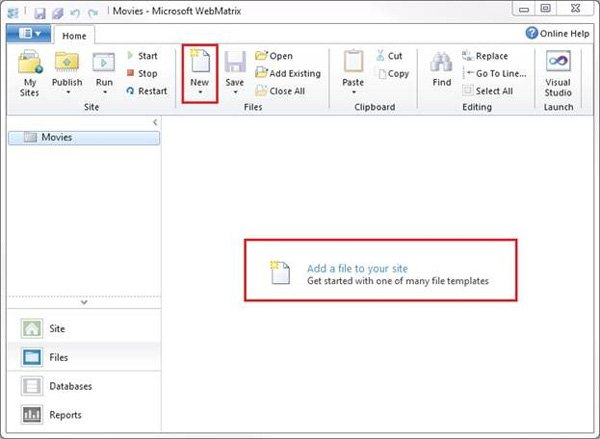 Movies - Microsoft WebMatrix
Home
Online Help
My Sites
Publish
Run
Start
Stop
Restart
Site
New
Save
Open
Add Existing
Close All
Files
Paste
Cut
Copy
Clipboard
Find
Replace
Go To Line...
Select All
Editing
Visual Studio
Launch
Movies
Add a file to your site
Get started with one of many file templates
Site
Files
Databases
Reports